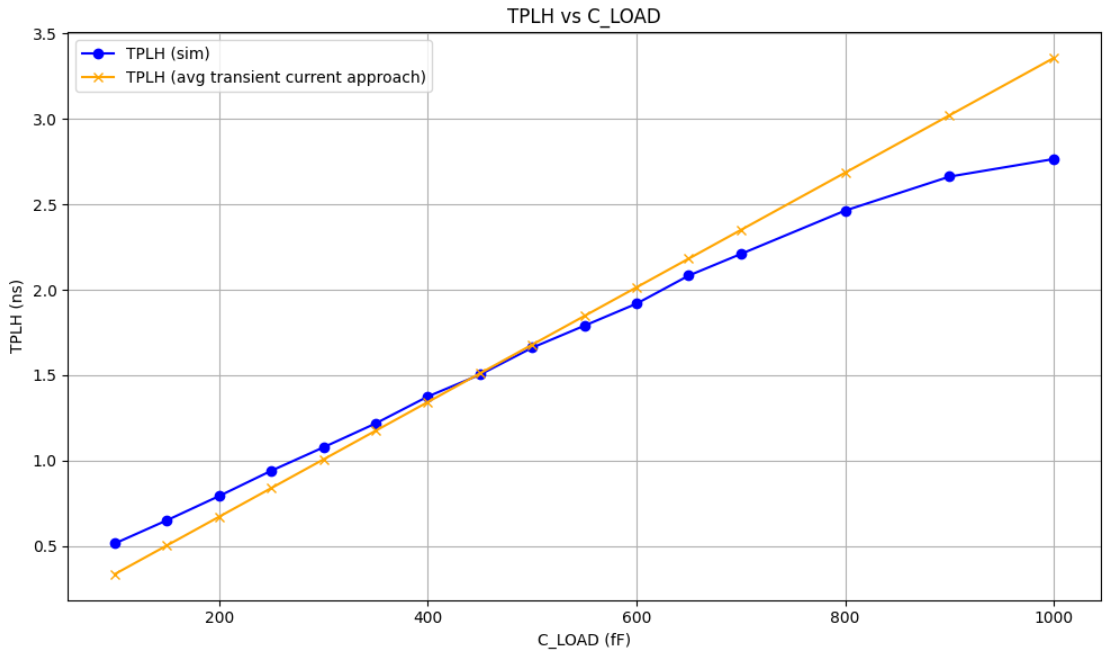 TPLH vs C_LOAD
3.5
TPLH (sim)
TPLH (avg transient current approach)
3.0
2.5
2.0
1.5
1.0
0.5
TPLH (ns)
200
400
600
800
1000
C_LOAD (fF)